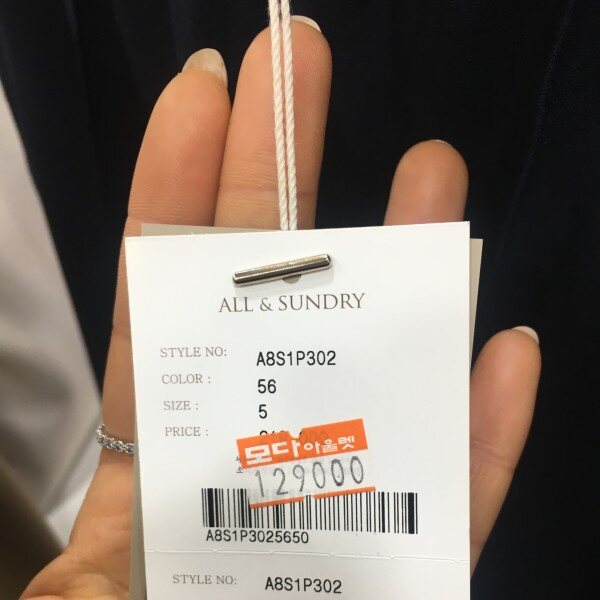 ALL & SUNDRY
STYLE NO: A8S1P302
COLOR : 56
SIZE : 5
PRICE :
모다아울렛
129000
A8S1P3025650
STYLE NO: A8S1P302